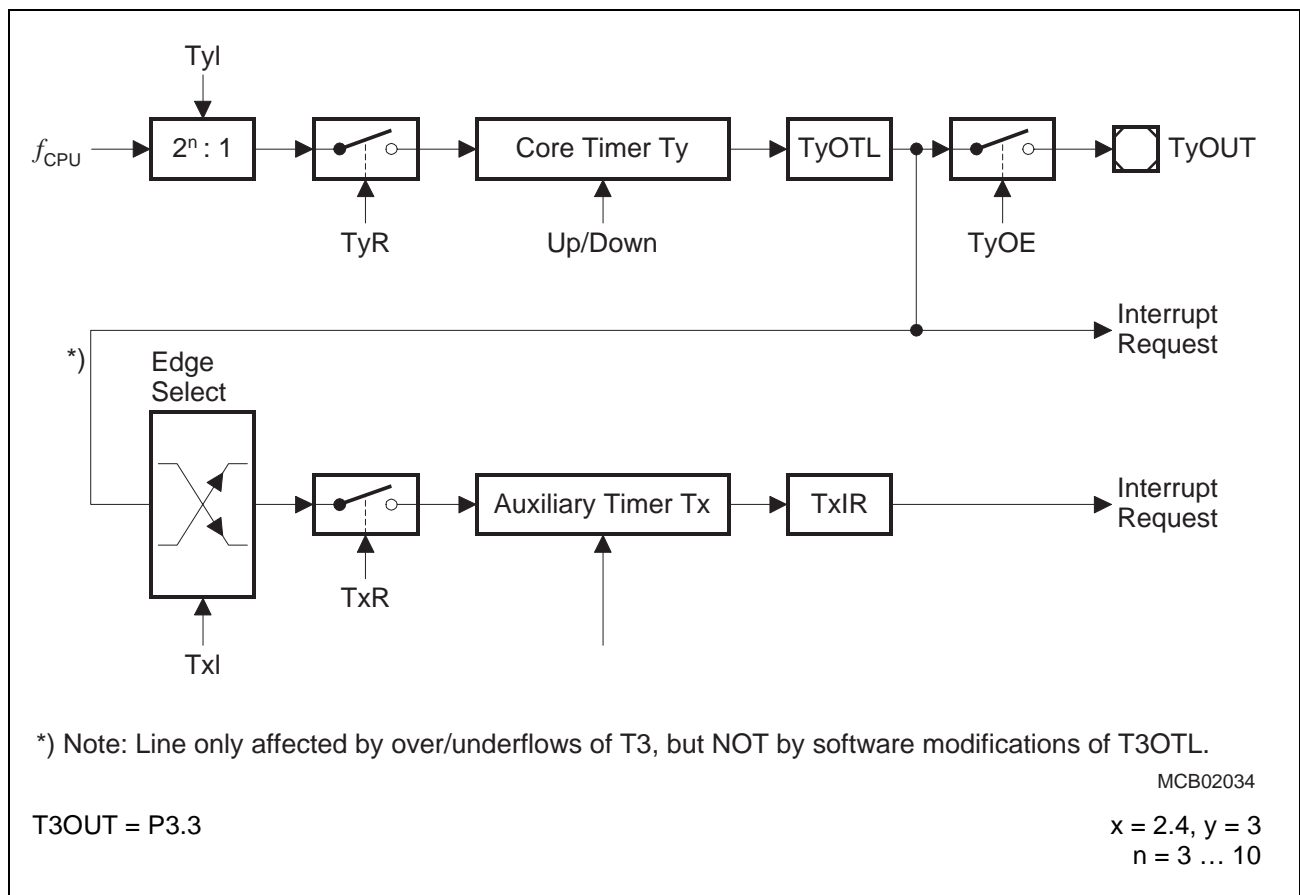 TyI
fCPU
2ⁿ : 1
Core Timer Ty
TyOTL
TyOUT
TyR
Up/Down
TyOE
Interrupt
Request
*)
Edge
Select
Auxiliary Timer Tx
TxIR
Interrupt
Request
TxR
TxI
*) Note: Line only affected by over/underflows of T3, but NOT by software modifications of T3OTL.
MCB02034
T3OUT = P3.3
x = 2.4, y = 3
n = 3 … 10